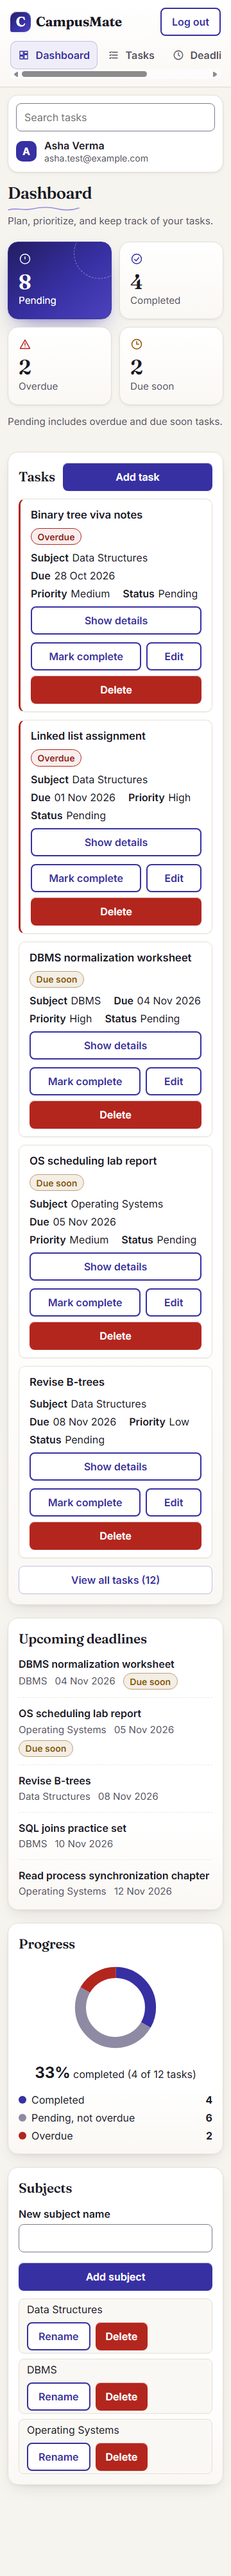 C CampusMate
Log out
Dashboard Tasks Deadli
Search tasks
A Asha Verma
asha.test@example.com
Dashboard
Plan, prioritize, and keep track of your tasks.
8
Pending
4
Completed
2
Overdue
2
Due soon
Pending includes overdue and due soon tasks.
Tasks
Add task
Binary tree viva notes
Overdue
Subject Data Structures
Due 28 Oct 2026
Priority Medium Status Pending
Show details
Mark complete Edit
Delete
Linked list assignment
Overdue
Subject Data Structures
Due 01 Nov 2026 Priority High
Status Pending
Show details
Mark complete Edit
Delete
DBMS normalization worksheet
Due soon
Subject DBMS Due 04 Nov 2026
Priority High Status Pending
Show details
Mark complete Edit
Delete
OS scheduling lab report
Due soon
Subject Operating Systems
Due 05 Nov 2026
Priority Medium Status Pending
Show details
Mark complete Edit
Delete
Revise B-trees
Subject Data Structures
Due 08 Nov 2026 Priority Low
Status Pending
Show details
Mark complete Edit
Delete
View all tasks (12)
Upcoming deadlines
DBMS normalization worksheet
DBMS 04 Nov 2026 Due soon
OS scheduling lab report
Operating Systems 05 Nov 2026
Due soon
Revise B-trees
Data Structures 08 Nov 2026
SQL joins practice set
DBMS 10 Nov 2026
Read process synchronization chapter
Operating Systems 12 Nov 2026
Progress
33% completed (4 of 12 tasks)
Completed 4
Pending, not overdue 6
Overdue 2
Subjects
New subject name
Add subject
Data Structures
Rename Delete
DBMS
Rename Delete
Operating Systems
Rename Delete